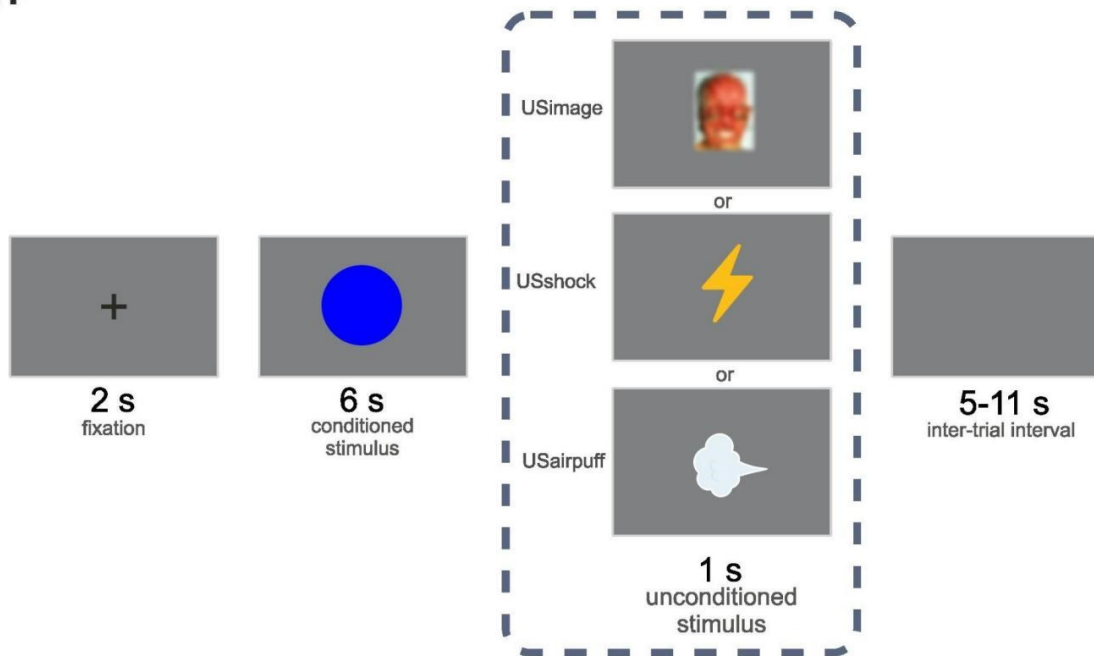 USimage
or
USshock
or
USairpuff
1 s
unconditioned
stimulus
2 s
fixation
6 s
conditioned
stimulus
5-11 s
inter-trial interval